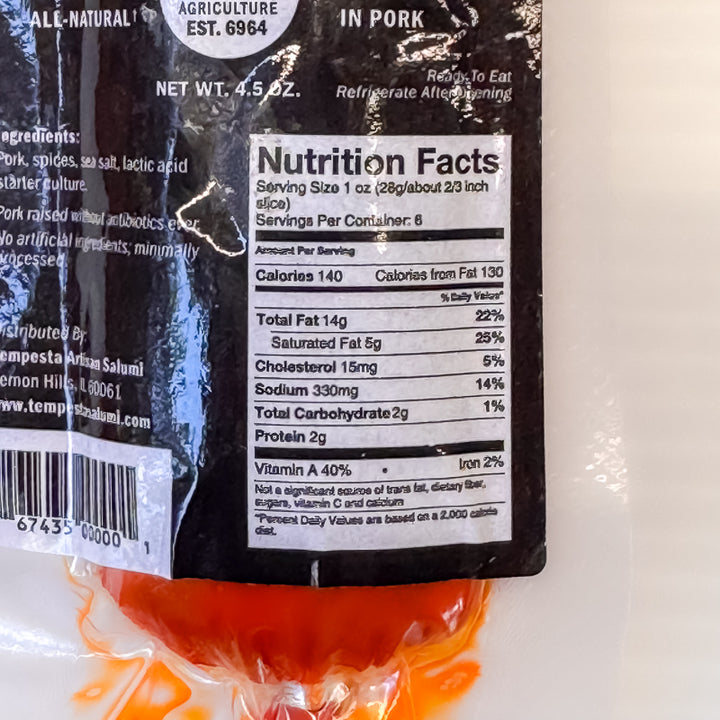 ALL-NATURAL†
AGRICULTURE
EST. 6964
IN PORK
NET WT. 4.5 OZ.
Ready To Eat
Refrigerate After Opening
ngredients:
Pork, spices, sea salt, lactic acid
starter culture.
Pork raised without antibiotics ever.
No artificial ingredients, minimally
rocessed
istributed By
empesta Artisan Salumi
ernon Hills, IL 60061
www.tempestasalumi.com
67435 00000 1
Nutrition Facts
Serving Size 1 oz (28g/about 2/3 inch
slice)
Servings Per Container: 6
Amount Per Serving
Calories 140 Calories from Fat 130
% Daily Value*
Total Fat 14g 22%
Saturated Fat 5g 25%
Cholesterol 15mg 5%
Sodium 330mg 14%
Total Carbohydrate 2g 1%
Protein 2g
Vitamin A 40% • Iron 2%
Not a significant source of trans fat, dietary fiber,
sugars, vitamin C and calcium
*Percent Daily Values are based on a 2,000 calorie
diet.